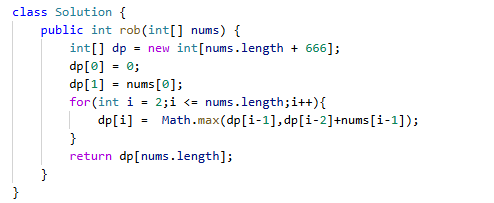 class Solution {
    public int rob(int[] nums) {
        int[] dp = new int[nums.length + 666];
        dp[0] = 0;
        dp[1] = nums[0];
        for(int i = 2;i <= nums.length;i++){
            dp[i] =  Math.max(dp[i-1],dp[i-2]+nums[i-1]);
        }
        return dp[nums.length];
    }
}